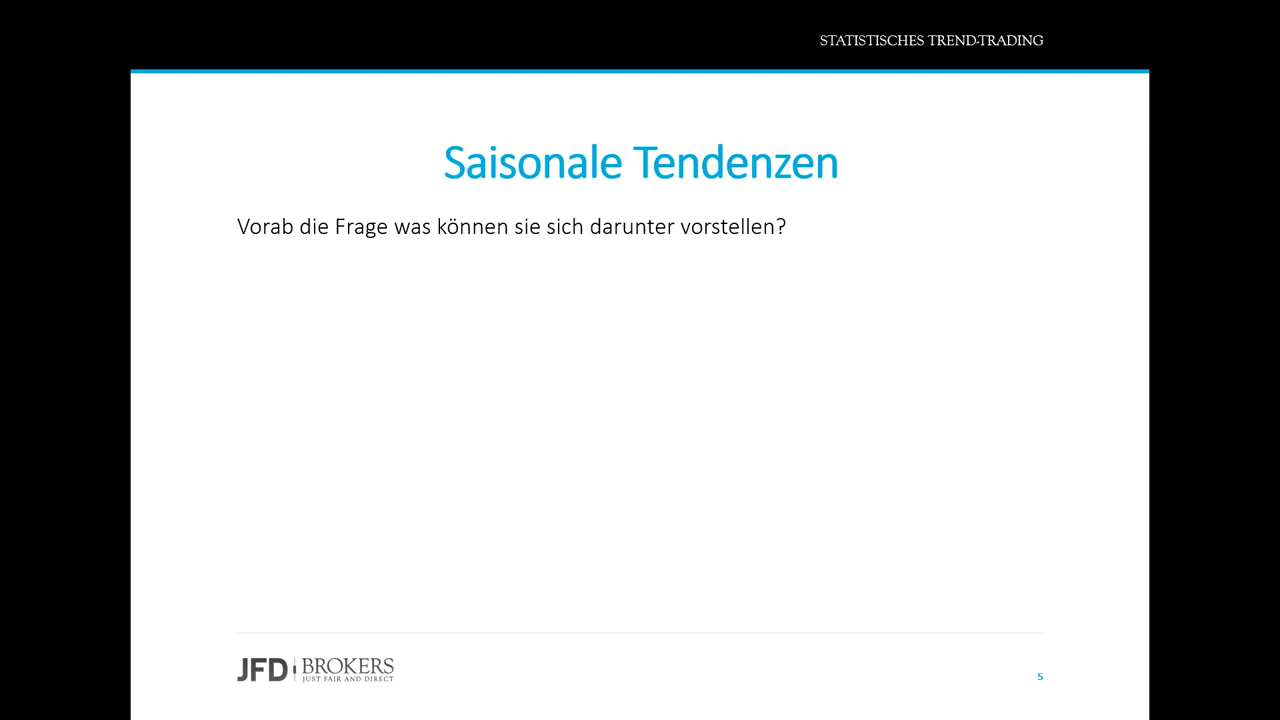 STATISTISCHES TREND-TRADING
Saisonale Tendenzen
Vorab die Frage was können sie sich darunter vorstellen?
JFD BROKERS
JUST FAIR AND DIRECT
5